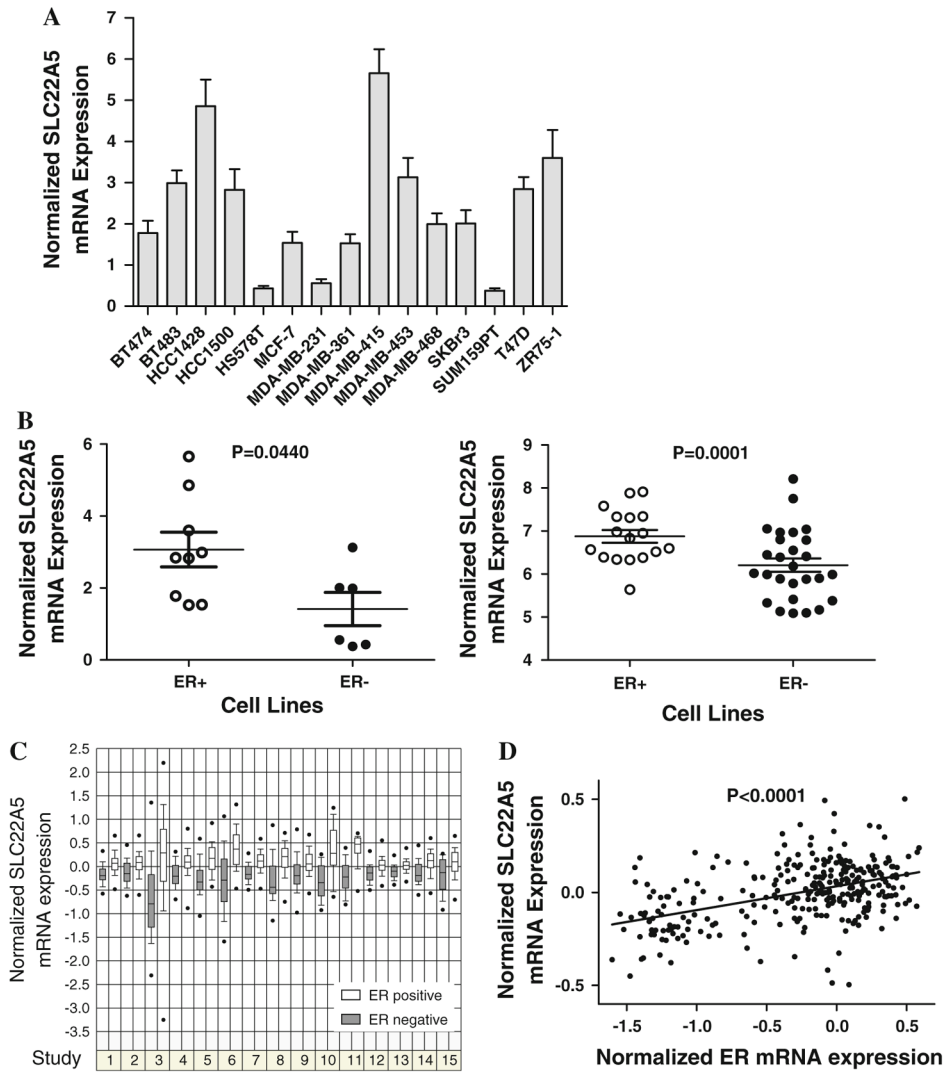 A
Normalized SLC22A5
mRNA Expression
7
6
5
4
3
2
1
0
BT474
BT483
HCC1428
HCC1500
HS578T
MCF-7
MDA-MB-231
MDA-MB-361
MDA-MB-415
MDA-MB-453
MDA-MB-468
SKBr3
SUM159PT
T47D
ZR75-1
B
Normalized SLC22A5
mRNA Expression
6
4
2
0
P=0.0440
ER+
ER-
Cell Lines
Normalized SLC22A5
mRNA Expression
9
8
7
6
5
4
P=0.0001
ER+
ER-
Cell Lines
C
Normalized SLC22A5
mRNA expression
2.5
2.0
1.5
1.0
0.5
0.0
-0.5
-1.0
-1.5
-2.0
-2.5
-3.0
-3.5
ER positive
ER negative
Study
1 2 3 4 5 6 7 8 9 10 11 12 13 14 15
D
Normalized SLC22A5
mRNA Expression
0.5
0.0
-0.5
P<0.0001
-1.5 -1.0 -0.5 0.0 0.5
Normalized ER mRNA expression